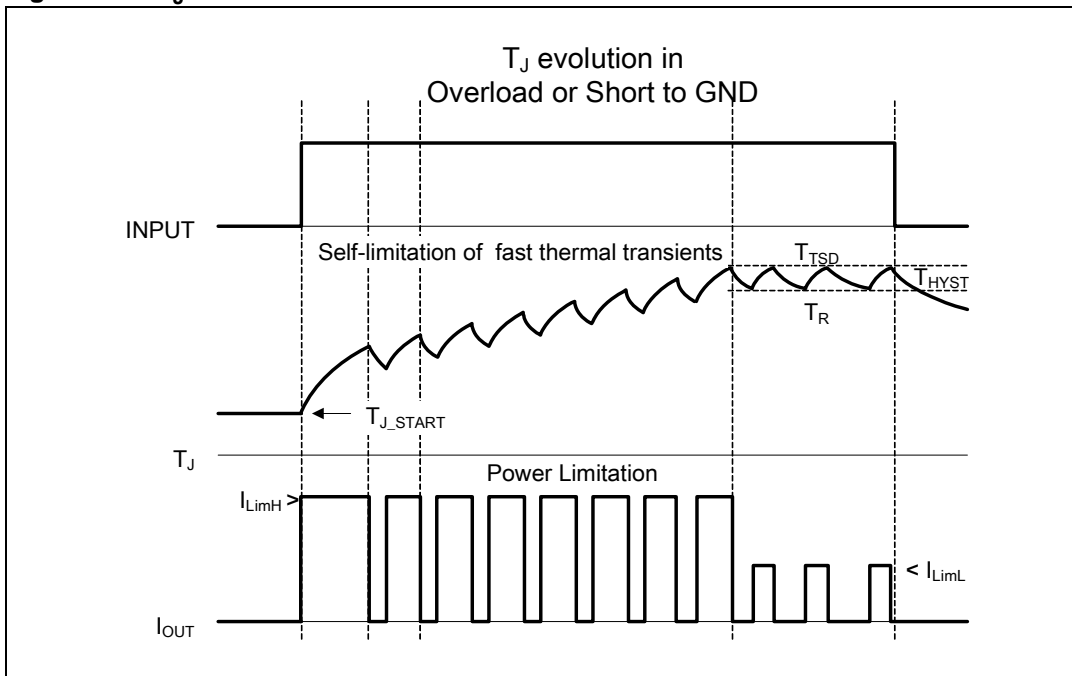 T_J evolution in
Overload or Short to GND
INPUT
Self-limitation of fast thermal transients
T_TSD
T_HYST
T_R
T_J_START
T_J
Power Limitation
I_LimH >
< I_LimL
I_OUT